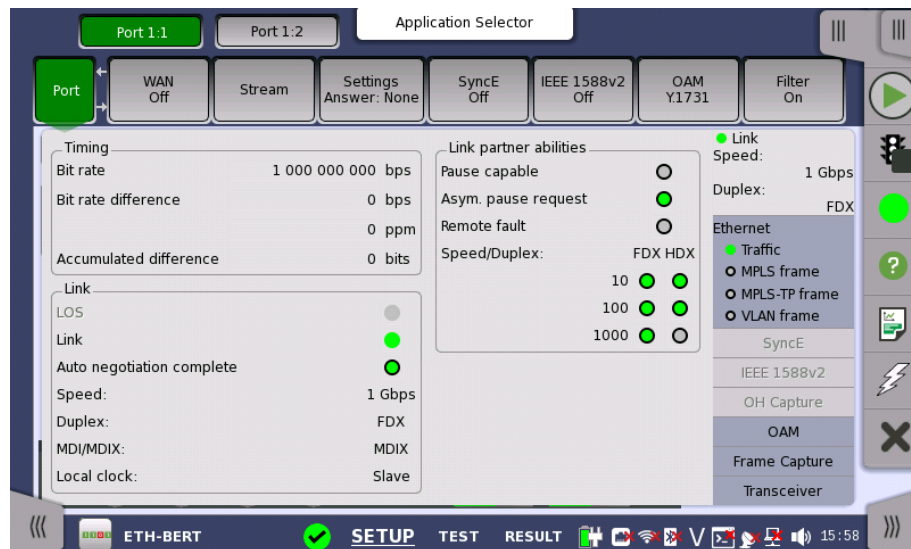 Application Selector
Port 1:1
Port 1:2
Port
WAN
Off
Stream
Settings
Answer: None
SyncE
Off
IEEE 1588v2
Off
OAM
Y.1731
Filter
On
Timing
Bit rate 1 000 000 000 bps
Bit rate difference 0 bps
0 ppm
Accumulated difference 0 bits
Link
LOS
Link
Auto negotiation complete
Speed: 1 Gbps
Duplex: FDX
MDI/MDIX: MDIX
Local clock: Slave
Link partner abilities
Pause capable
Asym. pause request
Remote fault
Speed/Duplex: FDX HDX
10
100
1000
Link
Speed:
1 Gbps
Duplex:
FDX
Ethernet
Traffic
MPLS frame
MPLS-TP frame
VLAN frame
SyncE
IEEE 1588v2
OH Capture
OAM
Frame Capture
Transceiver
ETH-BERT
SETUP TEST RESULT V 15:58